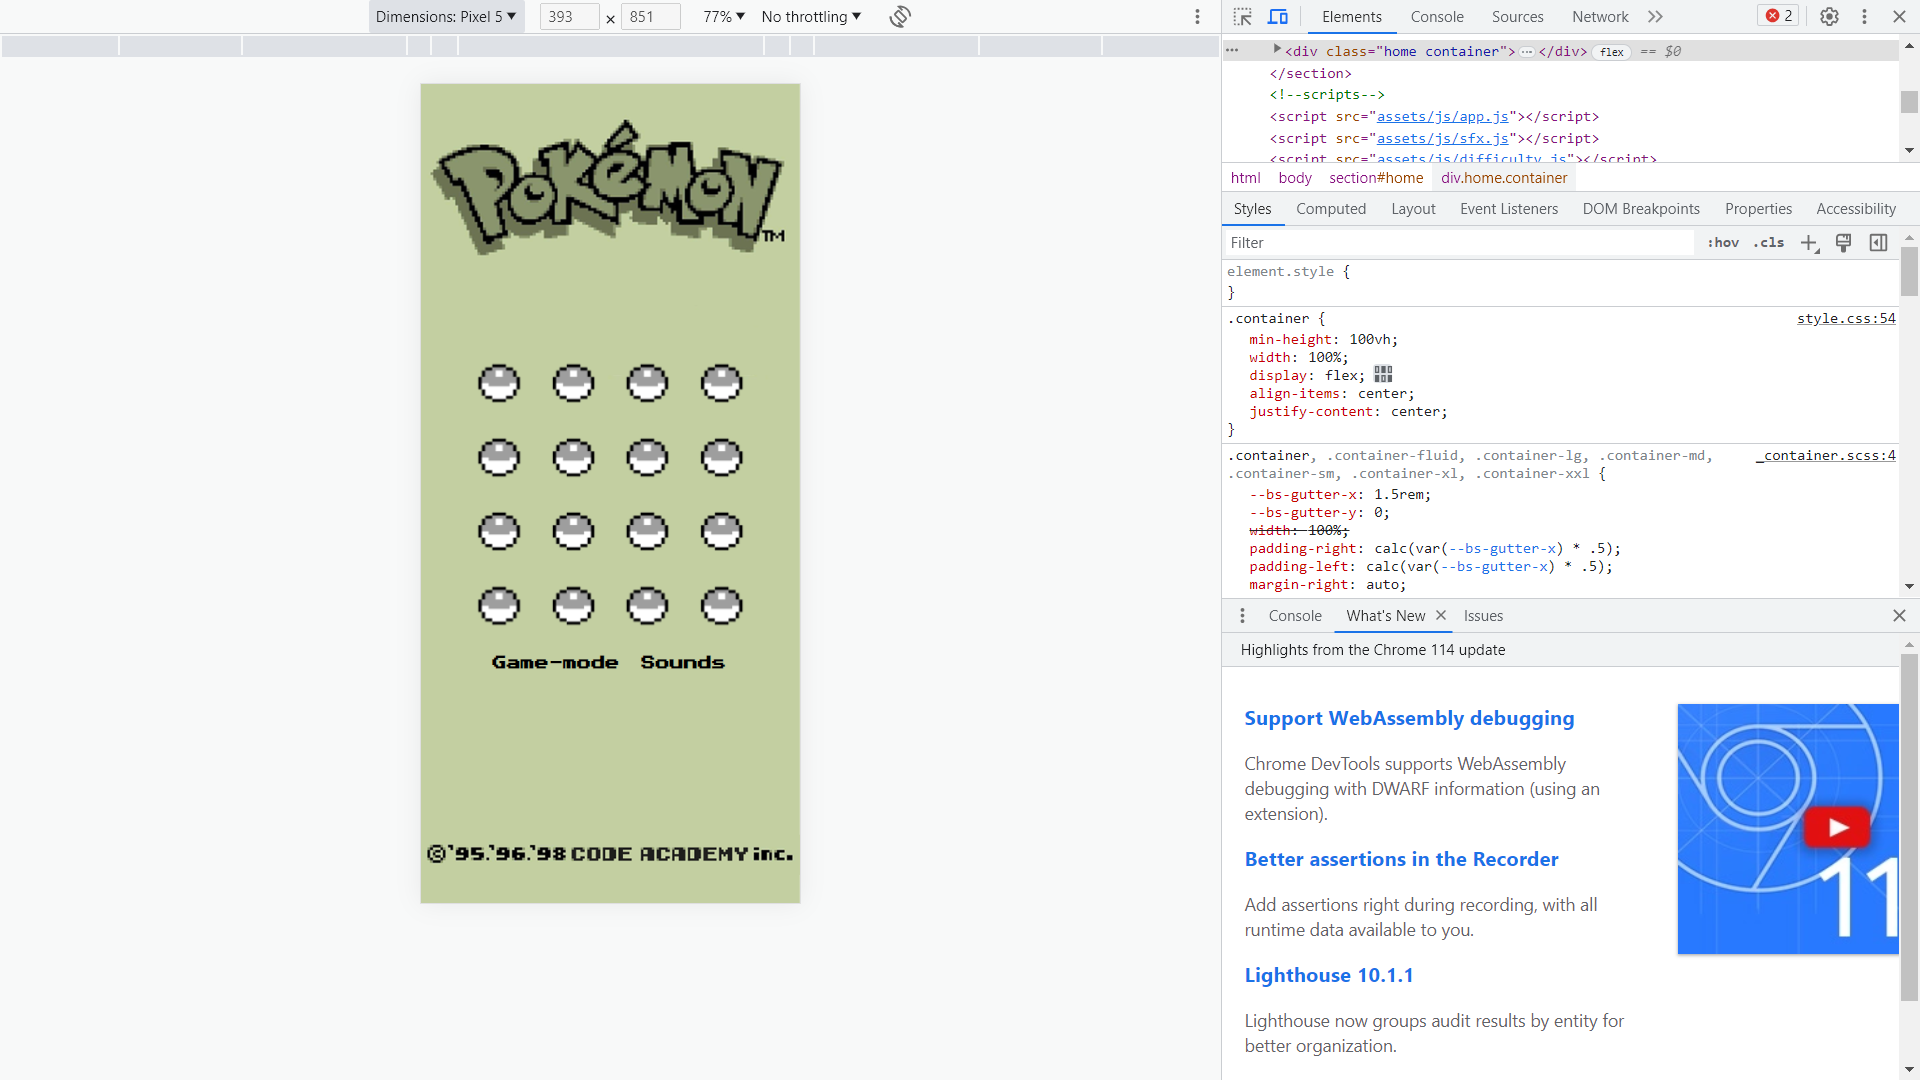 Dimensions: Pixel 5 ▼ 393 × 851 77% ▼ No throttling ▼
Pokémon TM
Game-mode Sounds
©'95.'96.'98 CODE ACADEMY inc.
Elements Console Sources Network 2
<div class="home container"> ⋯ </div> flex == $0
</section>
<!--scripts-->
<script src="assets/js/app.js"></script>
<script src="assets/js/sfx.js"></script>
<script src="assets/js/difficulty.js"></script>
html body section#home div.home.container
Styles Computed Layout Event Listeners DOM Breakpoints Properties Accessibility
Filter :hov .cls
element.style {
}
.container { style.css:54
min-height: 100vh;
width: 100%;
display: flex;
align-items: center;
justify-content: center;
}
.container, .container-fluid, .container-lg, .container-md, _container.scss:4
.container-sm, .container-xl, .container-xxl {
--bs-gutter-x: 1.5rem;
--bs-gutter-y: 0;
width: 100%;
padding-right: calc(var(--bs-gutter-x) * .5);
padding-left: calc(var(--bs-gutter-x) * .5);
margin-right: auto;
Console What's New Issues
Highlights from the Chrome 114 update
Support WebAssembly debugging
Chrome DevTools supports WebAssembly
debugging with DWARF information (using an
extension).
Better assertions in the Recorder
Add assertions right during recording, with all
runtime data available to you.
Lighthouse 10.1.1
Lighthouse now groups audit results by entity for
better organization.
11